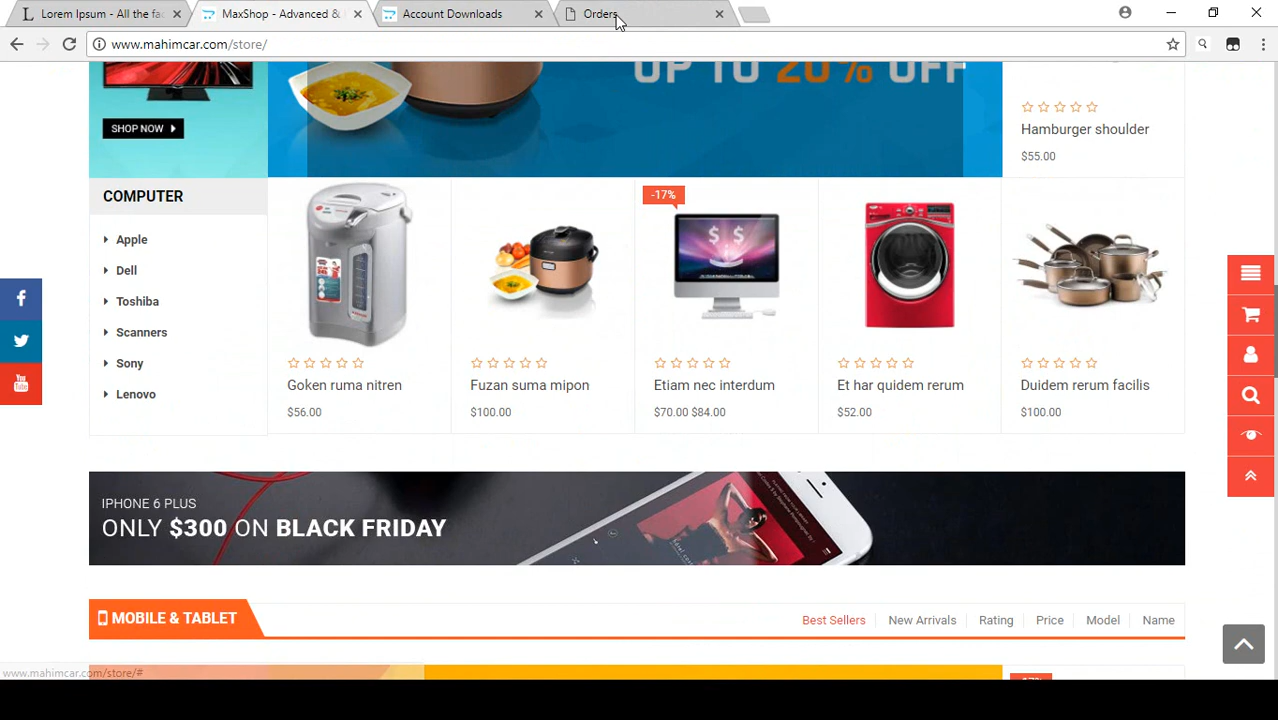 Lorem Ipsum - All the fac
MaxShop - Advanced &
Account Downloads
Orders
www.mahimcar.com/store/
UP TO 20% OFF
SHOP NOW
Hamburger shoulder
$55.00
COMPUTER
Apple
Dell
Toshiba
Scanners
Sony
Lenovo
-17%
Goken ruma nitren
Fuzan suma mipon
Etiam nec interdum
Et har quidem rerum
Duidem rerum facilis
$56.00
$100.00
$70.00 $84.00
$52.00
$100.00
IPHONE 6 PLUS
ONLY $300 ON BLACK FRIDAY
MOBILE & TABLET
Best Sellers
New Arrivals
Rating
Price
Model
Name
www.mahimcar.com/store/#